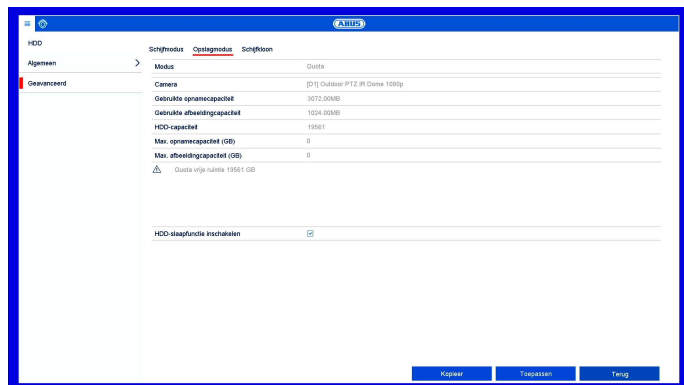 ABUS
HDD
Algemeen
Geavanceerd
Schijfmodus Opslagmodus Schijfkloon
Modus Quota
Camera [D1] Outdoor PTZ IR Dome 1080p
Gebruikte opnamecapaciteit 3072.00MB
Gebruikte afbeeldingcapaciteit 1024.00MB
HDD-capaciteit 19561
Max. opnamecapaciteit (GB) 0
Max. afbeeldingcapaciteit (GB) 0
Quota vrije ruimte 19561 GB
HDD-slaapfunctie inschakelen
Kopieer Toepassen Terug